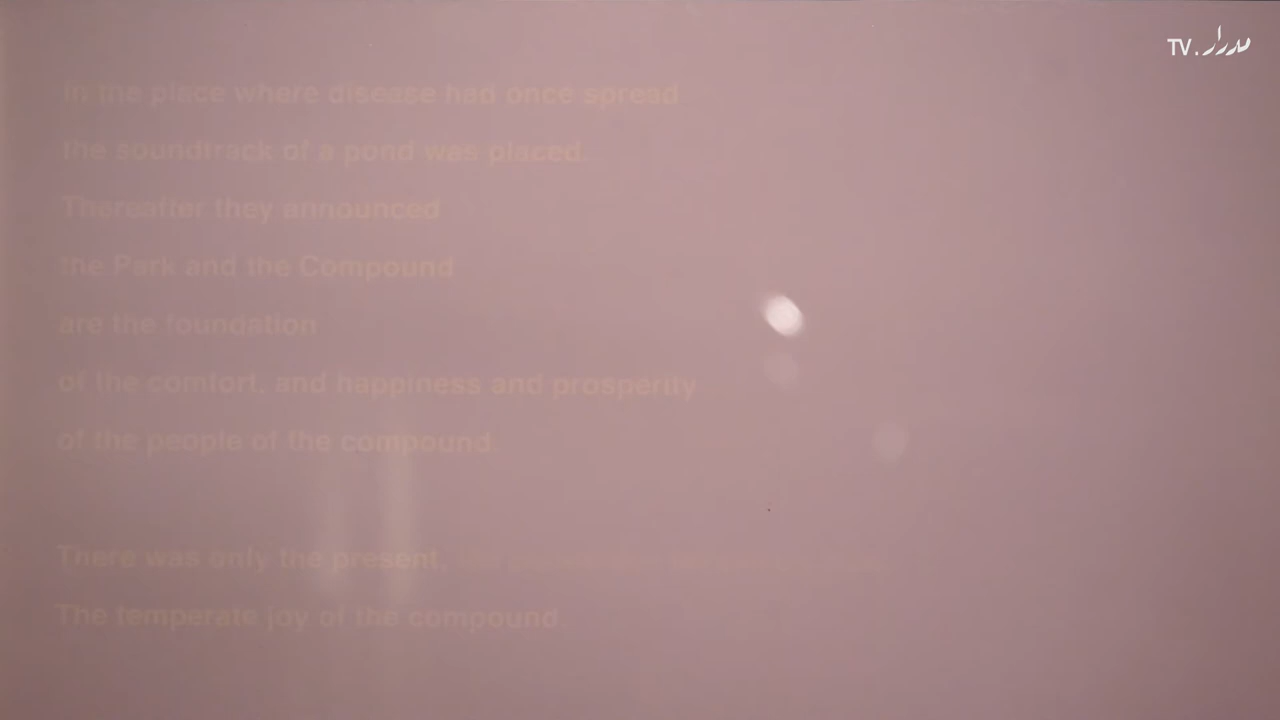 TV.مدرار
In the place where disease had once spread
the soundtrack of a pond was placed.
Thereafter they announced
the Park and the Compound
are the foundation
of the comfort, and happiness and prosperity
of the people of the compound.
There was only the present,
The temperate joy of the compound